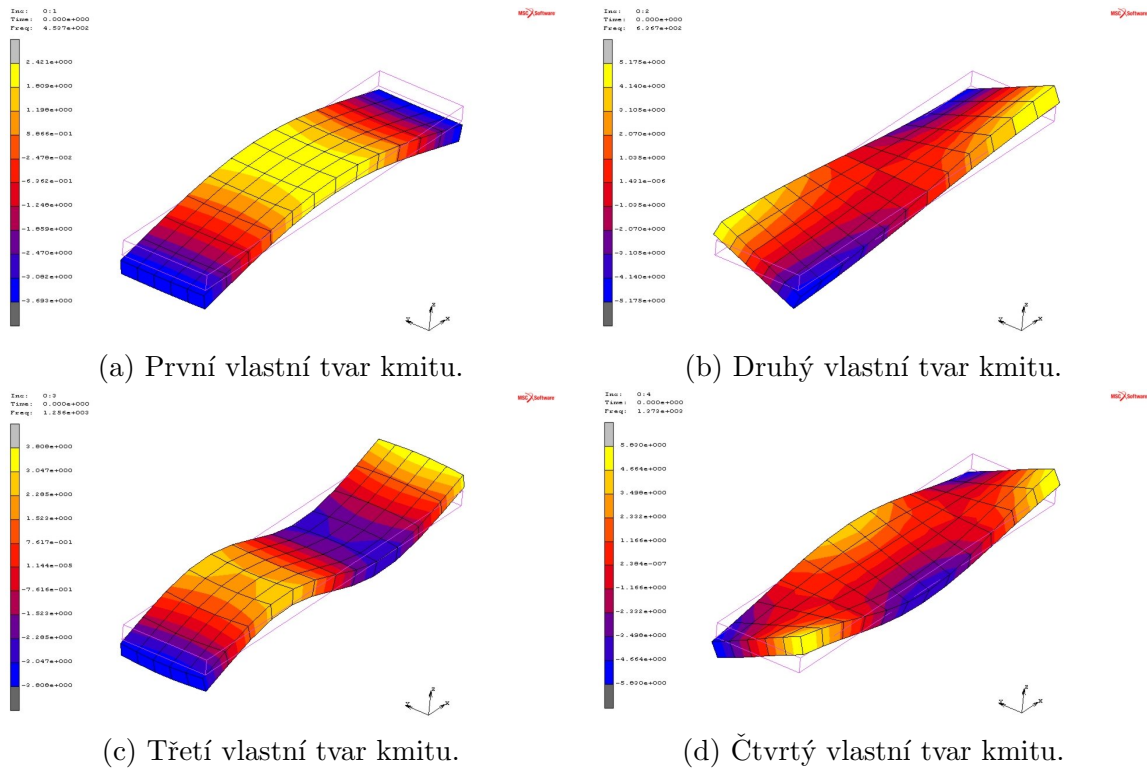 Inc: 0:1
Time: 0.000e+000
Freq: 4.537e+002
MSC Software
2.421e+000
1.809e+000
1.198e+000
5.866e-001
-2.478e-002
-6.362e-001
-1.248e+000
-1.859e+000
-2.470e+000
-3.082e+000
-3.693e+000
z
y
x
(a) První vlastní tvar kmitu.
Inc: 0:2
Time: 0.000e+000
Freq: 6.367e+002
MSC Software
5.175e+000
4.140e+000
3.105e+000
2.070e+000
1.035e+000
1.431e-006
-1.035e+000
-2.070e+000
-3.105e+000
-4.140e+000
-5.175e+000
z
y
x
(b) Druhý vlastní tvar kmitu.
Inc: 0:3
Time: 0.000e+000
Freq: 1.256e+003
MSC Software
3.808e+000
3.047e+000
2.285e+000
1.523e+000
7.617e-001
1.144e-005
-7.616e-001
-1.523e+000
-2.285e+000
-3.047e+000
-3.808e+000
z
y
x
(c) Třetí vlastní tvar kmitu.
Inc: 0:4
Time: 0.000e+000
Freq: 1.373e+003
MSC Software
5.830e+000
4.664e+000
3.498e+000
2.332e+000
1.166e+000
2.384e-007
-1.166e+000
-2.332e+000
-3.498e+000
-4.664e+000
-5.830e+000
z
y
x
(d) Čtvrtý vlastní tvar kmitu.